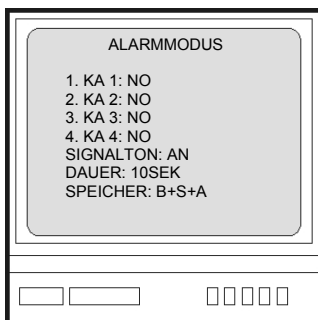 ALARMMODUS
1. KA 1: NO
2. KA 2: NO
3. KA 3: NO
4. KA 4: NO
SIGNALTON: AN
DAUER: 10SEK
SPEICHER: B+S+A